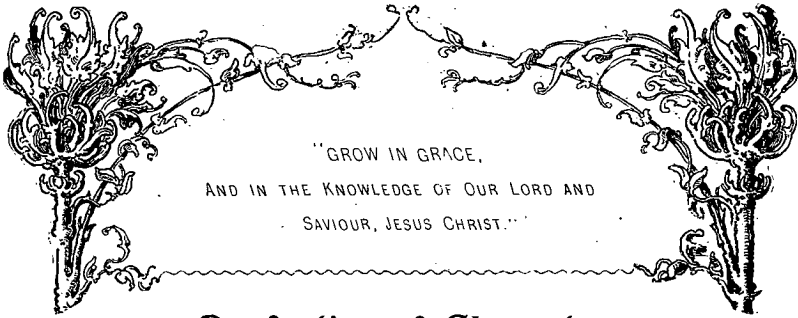 "GROW IN GRACE,
AND IN THE KNOWLEDGE OF OUR LORD AND
SAVIOUR, JESUS CHRIST."